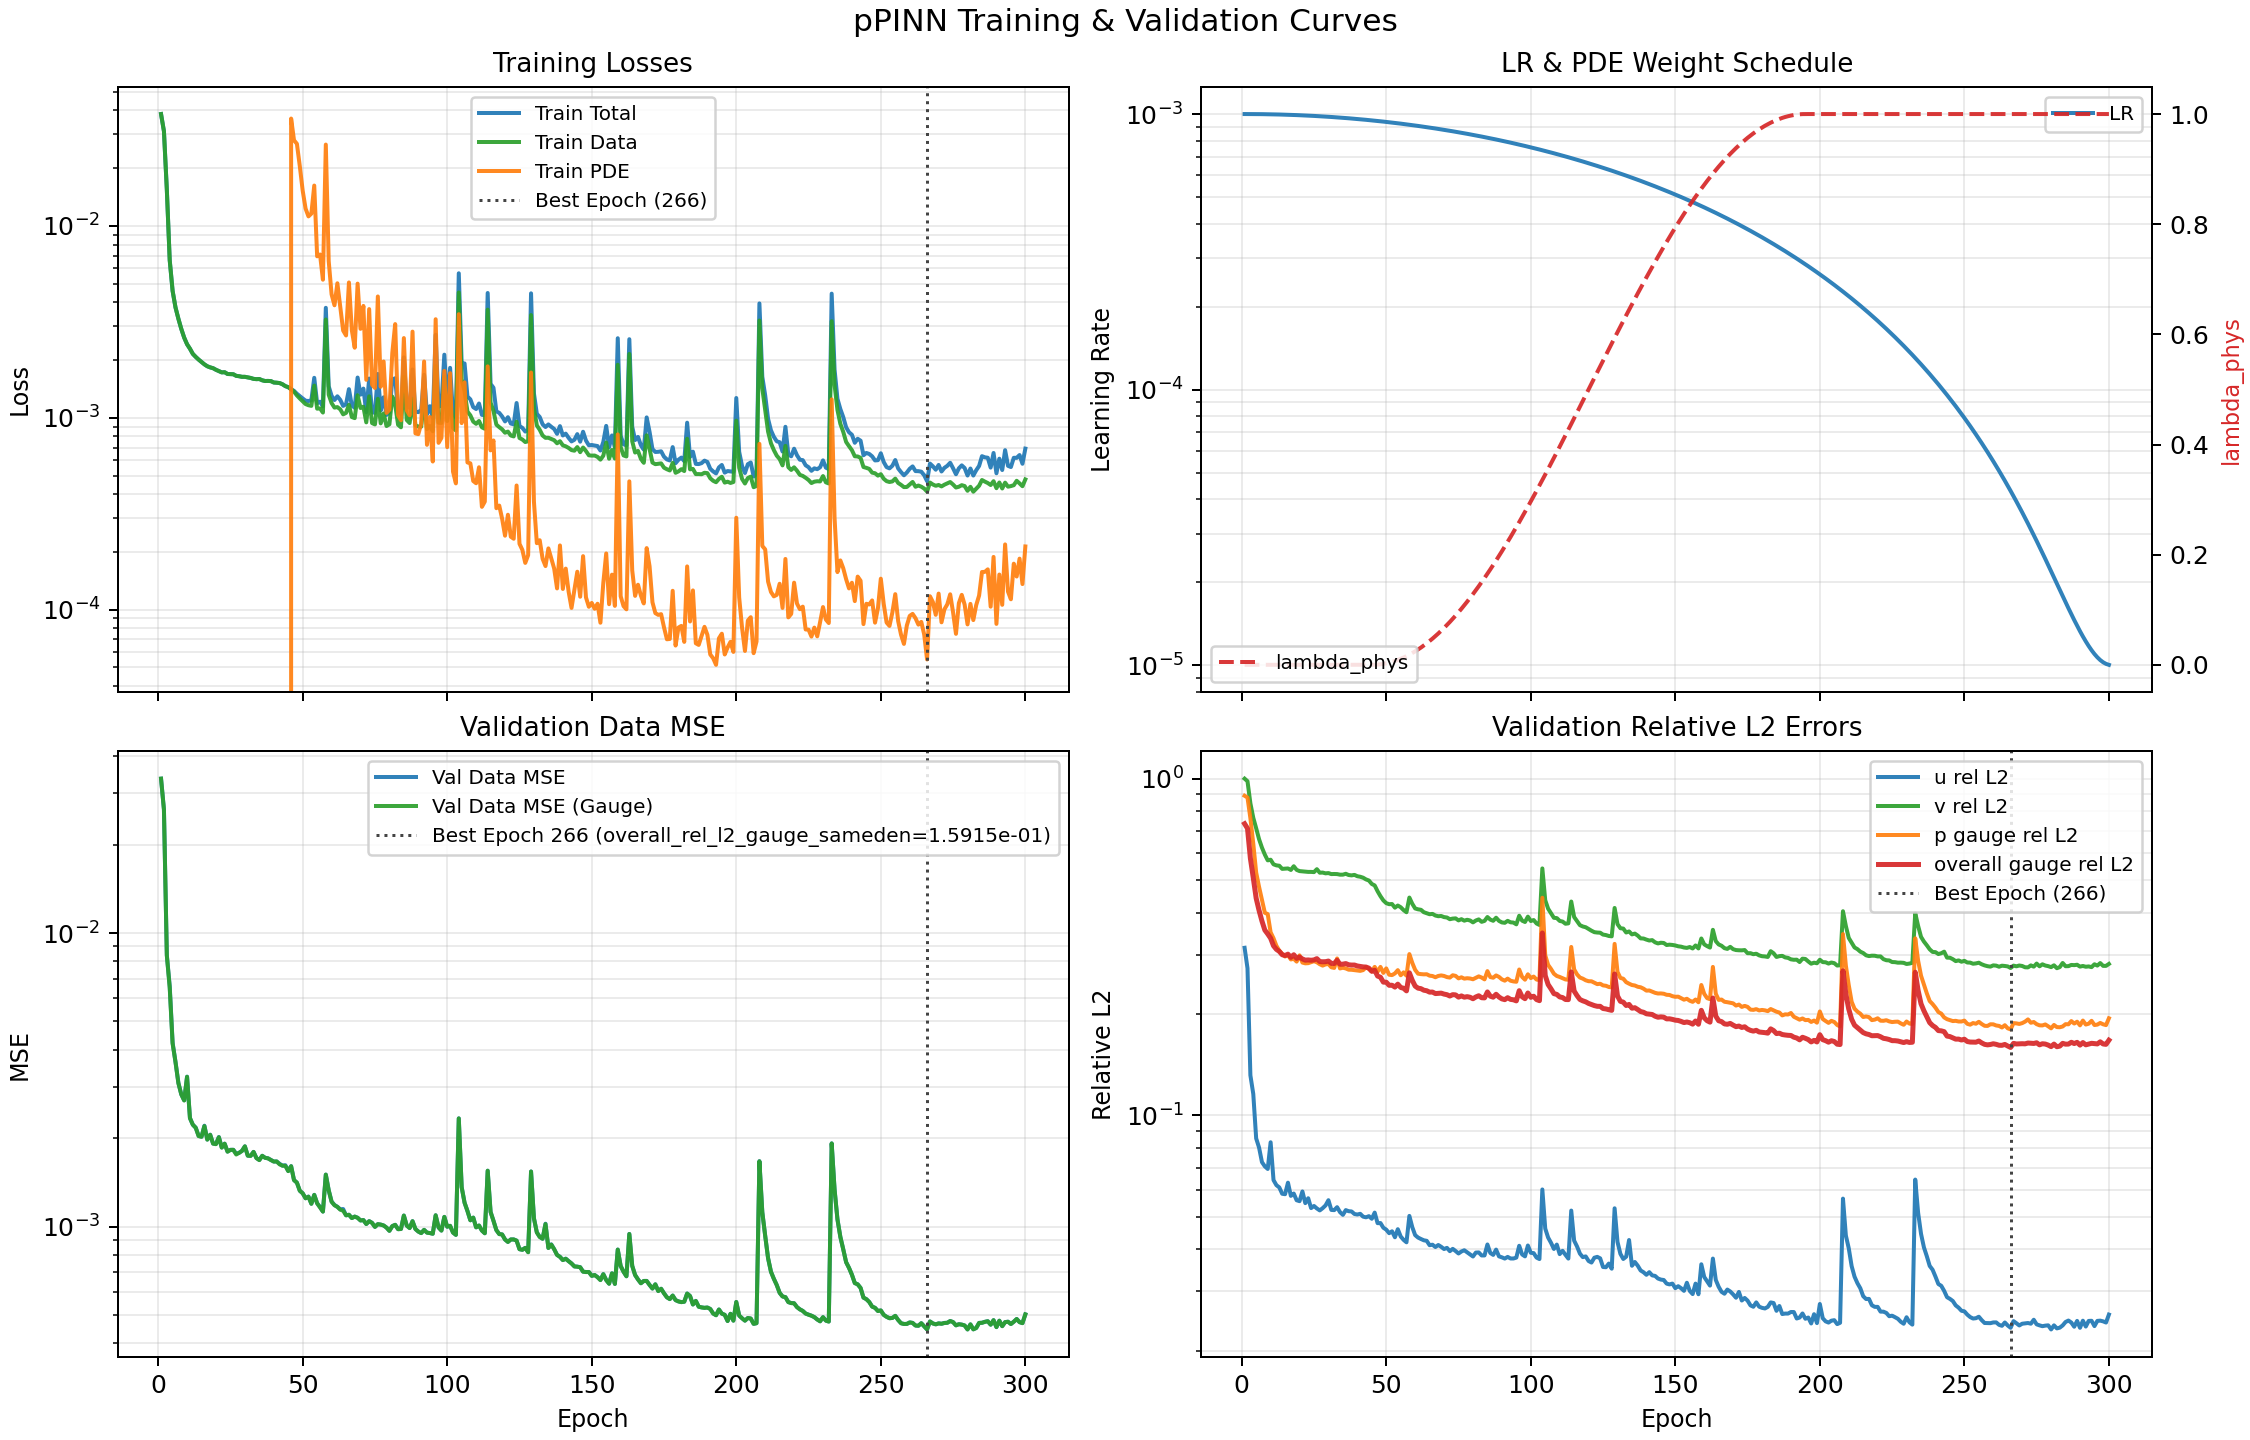 pPINN Training & Validation Curves
Training Losses
Train Total
Train Data
Train PDE
Best Epoch (266)
10⁻²
10⁻³
10⁻⁴
Loss
LR & PDE Weight Schedule
LR
lambda_phys
10⁻³
10⁻⁴
10⁻⁵
Learning Rate
1.0
0.8
0.6
0.4
0.2
0.0
lambda_phys
Validation Data MSE
Val Data MSE
Val Data MSE (Gauge)
Best Epoch 266 (overall_rel_l2_gauge_sameden=1.5915e-01)
10⁻²
10⁻³
MSE
0 50 100 150 200 250 300
Epoch
Validation Relative L2 Errors
u rel L2
v rel L2
p gauge rel L2
overall gauge rel L2
Best Epoch (266)
10⁰
10⁻¹
Relative L2
0 50 100 150 200 250 300
Epoch